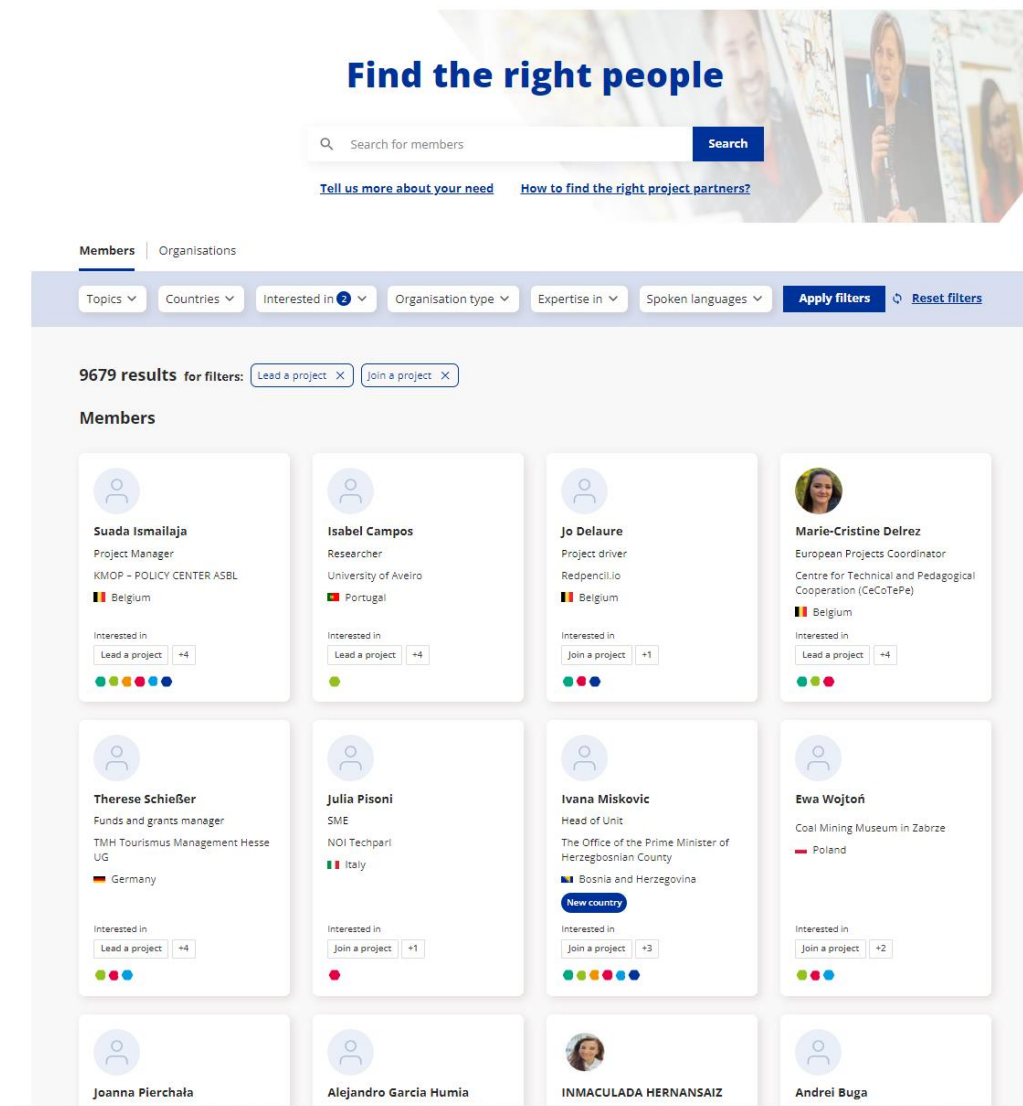 Find the right people
Search for members
Search
Tell us more about your need
How to find the right project partners?
Members
Organisations
Topics
Countries
Interested in 2
Organisation type
Expertise in
Spoken languages
Apply filters
Reset filters
9679 results for filters: Lead a project Join a project
Members
Suada Ismailaja
Project Manager
KMOP – POLICY CENTER ASBL
Belgium
Interested in
Lead a project +4
Isabel Campos
Researcher
University of Aveiro
Portugal
Interested in
Lead a project +4
Jo Delaure
Project driver
Redpencil.io
Belgium
Interested in
Join a project +1
Marie-Cristine Delrez
European Projects Coordinator
Centre for Technical and Pedagogical
Cooperation (CeCoTePe)
Belgium
Interested in
Lead a project +4
Therese Schießer
Funds and grants manager
TMH Tourismus Management Hesse
UG
Germany
Interested in
Lead a project +4
Julia Pisoni
SME
NOI Techparl
Italy
Interested in
Join a project +1
Ivana Miskovic
Head of Unit
The Office of the Prime Minister of
Herzegbosnian County
Bosnia and Herzegovina
New country
Interested in
Join a project +3
Ewa Wojtoń
Coal Mining Museum in Zabrze
Poland
Interested in
Join a project +2
Joanna Pierchała
Alejandro Garcia Humia
INMACULADA HERNANSAIZ
Andrei Buga